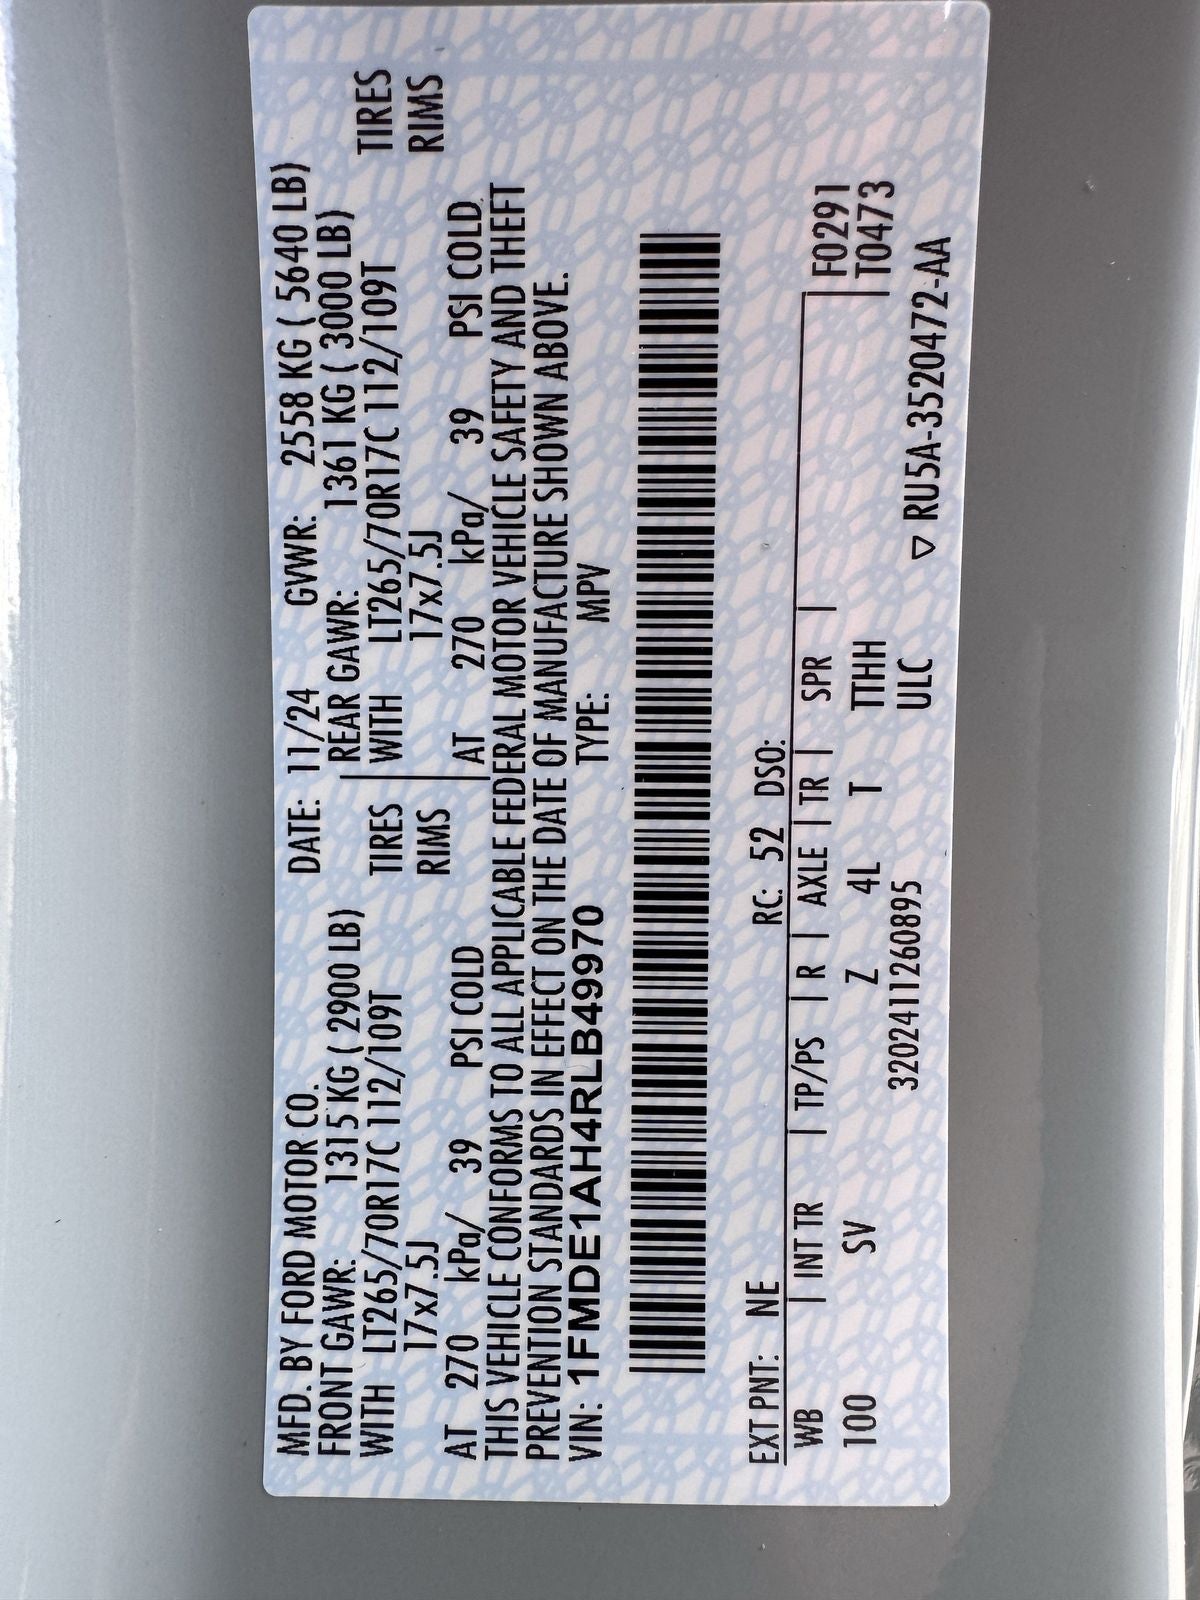 MFD. BY FORD MOTOR CO. DATE: 11/24 GVWR: 2558 KG ( 5640 LB)
FRONT GAWR: 1315 KG ( 2900 LB) REAR GAWR: 1361 KG ( 3000 LB)
WITH LT265/70R17C 112/109T TIRES WITH LT265/70R17C 112/109T TIRES
17x7.5J RIMS 17x7.5J RIMS
AT 270 kPa/ 39 PSI COLD AT 270 kPa/ 39 PSI COLD
THIS VEHICLE CONFORMS TO ALL APPLICABLE FEDERAL MOTOR VEHICLE SAFETY AND THEFT
PREVENTION STANDARDS IN EFFECT ON THE DATE OF MANUFACTURE SHOWN ABOVE.
VIN: 1FMDE1AH4RLB49970 TYPE: MPV
EXT PNT: NE RC: 52 DSO:
WB | INT TR | TP/PS | R | AXLE | TR | SPR | F0291
100 SV Z 4L T TTHH T0473
320241126089​5 ULC
▽ RU5A-3520472-AA